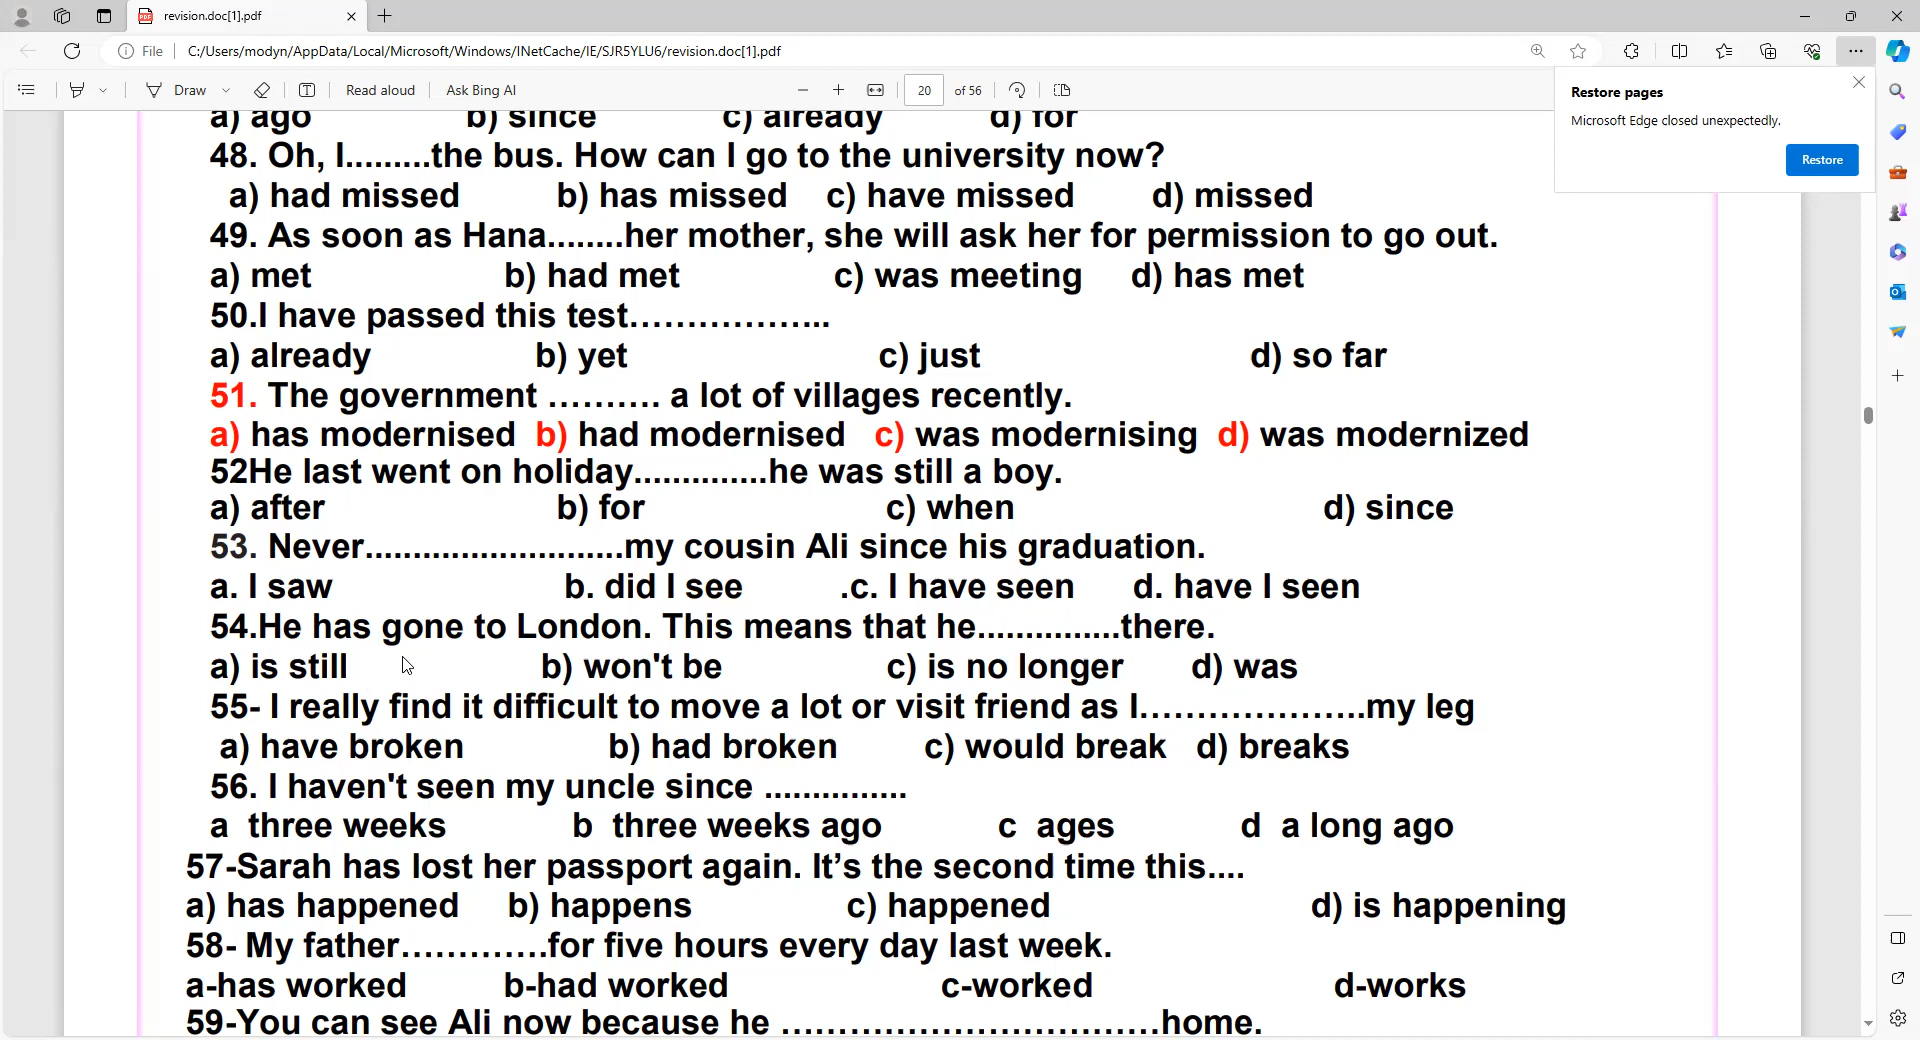 revision.doc[1].pdf
File
C:/Users/modyn/AppData/Local/Microsoft/Windows/INetCache/IE/SJR5YLU6/revision.doc[1].pdf
Draw
Read aloud
Ask Bing AI
20 of 56
Restore pages
Microsoft Edge closed unexpectedly.
Restore
a) ago b) since c) already d) for
48. Oh, I.........the bus. How can I go to the university now?
a) had missed b) has missed c) have missed d) missed
49. As soon as Hana........her mother, she will ask her for permission to go out.
a) met b) had met c) was meeting d) has met
50.I have passed this test………………...
a) already b) yet c) just d) so far
51. The government ………. a lot of villages recently.
a) has modernised b) had modernised c) was modernising d) was modernized
52He last went on holiday..............he was still a boy.
a) after b) for c) when d) since
53. Never...........................my cousin Ali since his graduation.
a. I saw b. did I see .c. I have seen d. have I seen
54.He has gone to London. This means that he...............there.
a) is still b) won't be c) is no longer d) was
55- I really find it difficult to move a lot or visit friend as I…………………..my leg
a) have broken b) had broken c) would break d) breaks
56. I haven't seen my uncle since ...............
a three weeks b three weeks ago c ages d a long ago
57-Sarah has lost her passport again. It’s the second time this....
a) has happened b) happens c) happened d) is happening
58- My father………….for five hours every day last week.
a-has worked b-had worked c-worked d-works
59-You can see Ali now because he ……………………………home.